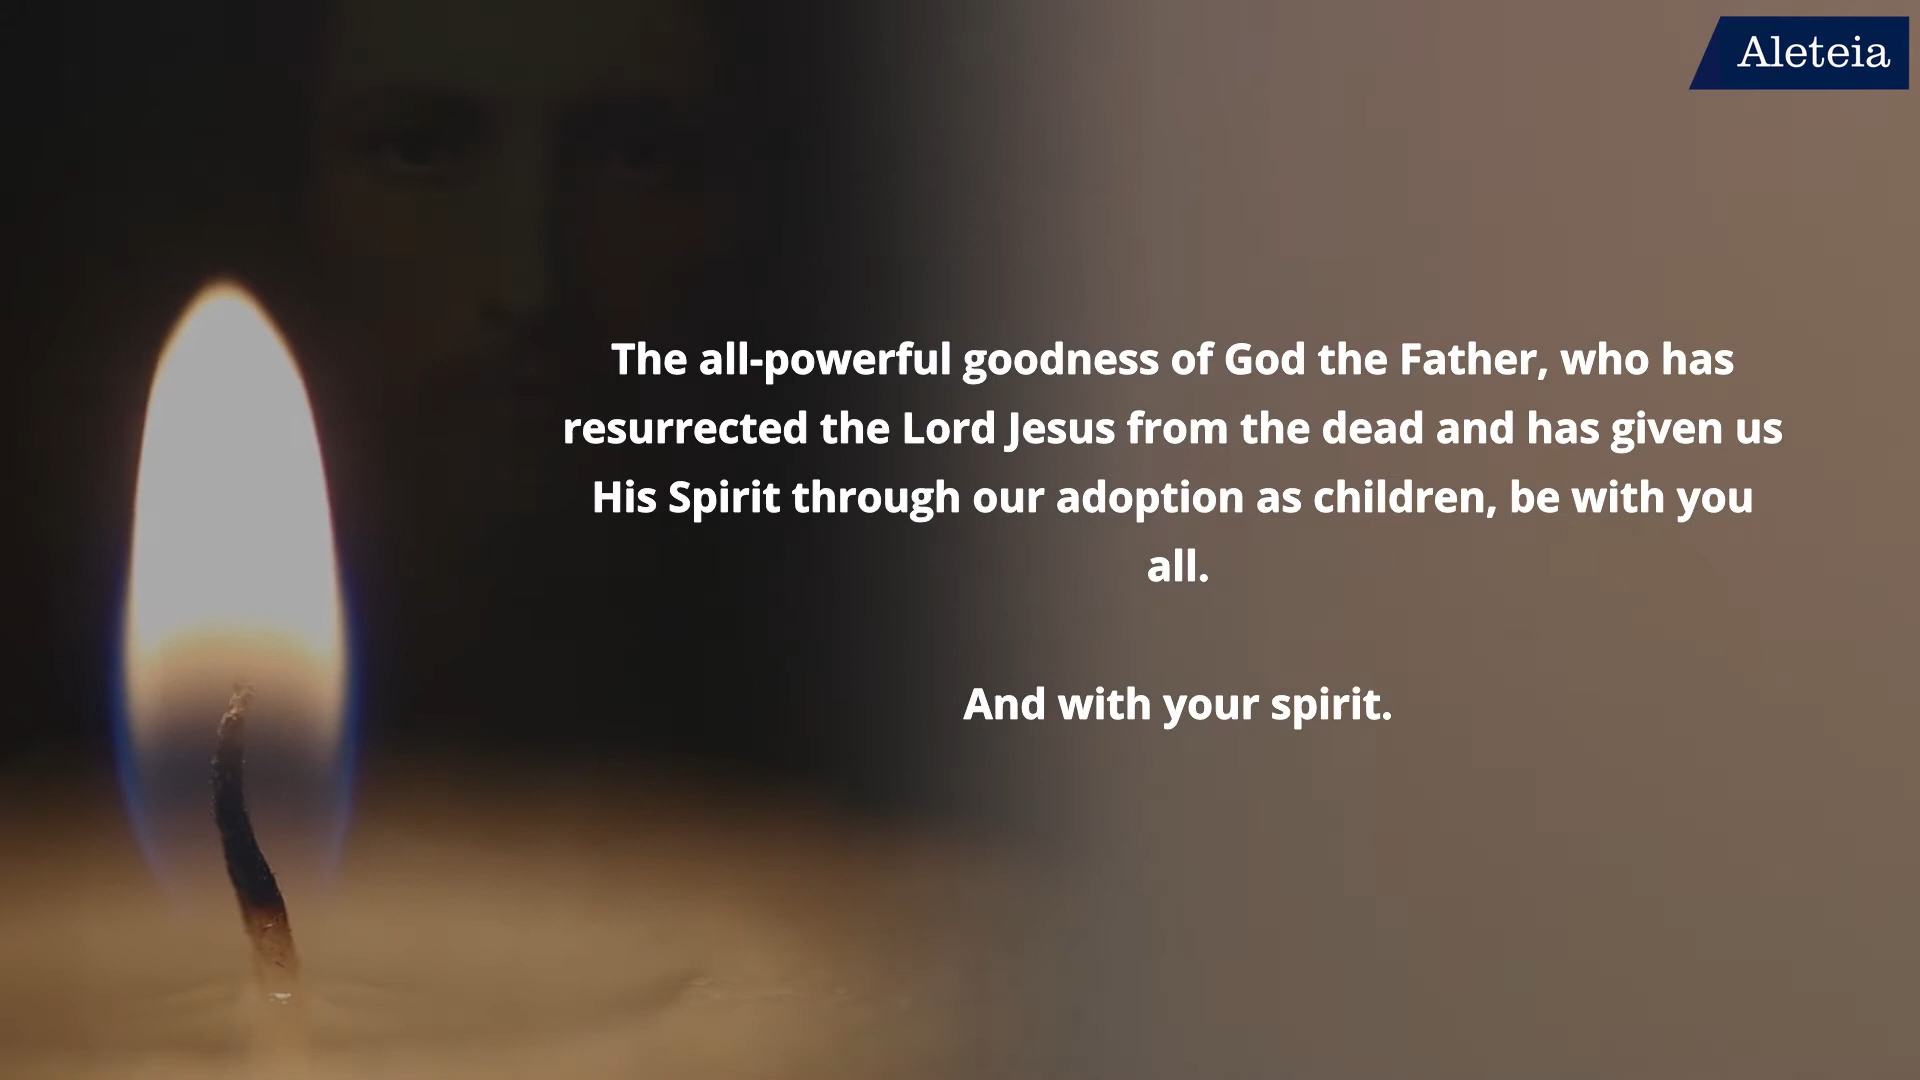 Aleteia
The all-powerful goodness of God the Father, who has
resurrected the Lord Jesus from the dead and has given us
His Spirit through our adoption as children, be with you
all.
And with your spirit.